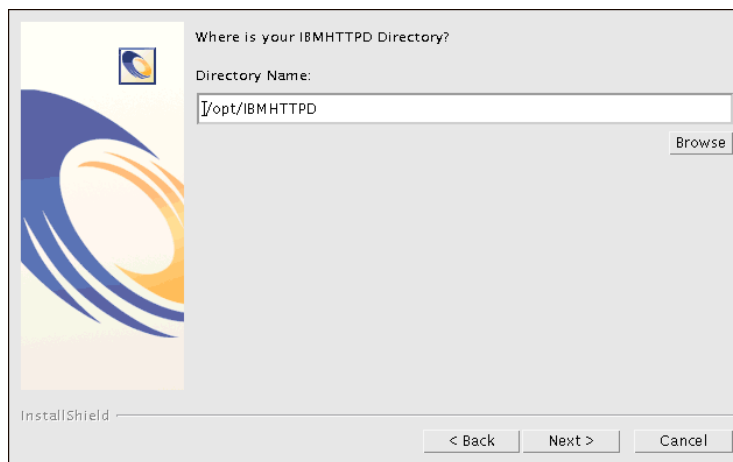 Where is your IBMHTTPD Directory?
Directory Name:
/opt/IBMHTTPD
Browse
InstallShield
< Back
Next >
Cancel